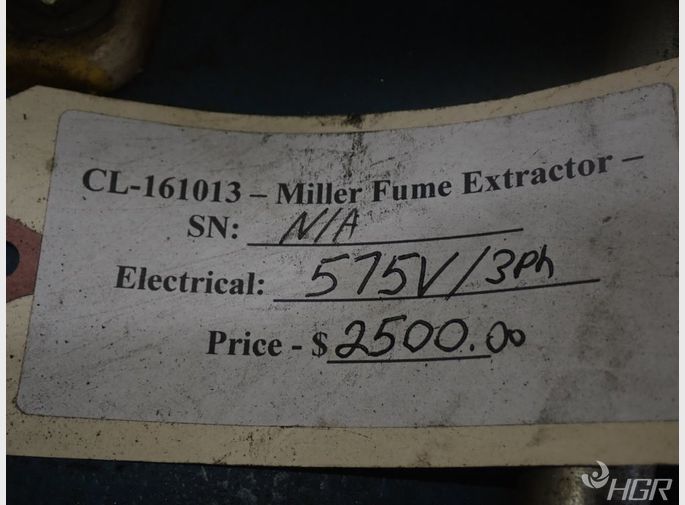 CL-161013 – Miller Fume Extractor –
SN: N/A
Electrical: 575V/3Ph
Price - $2500.00
HGR